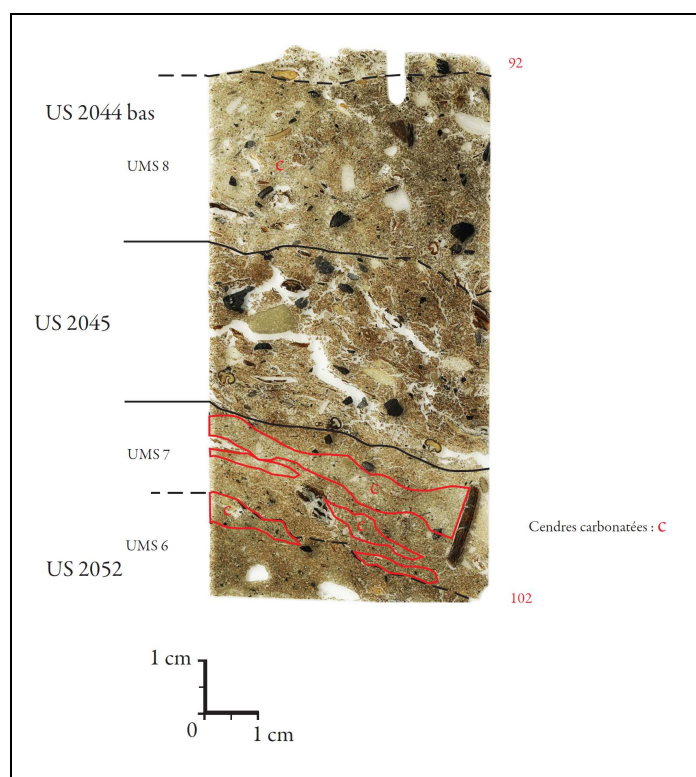 92
US 2044 bas
UMS 8
C
US 2045
UMS 7
C
C
C
UMS 6
Cendres carbonatées : C
US 2052
102
1 cm
0
1 cm